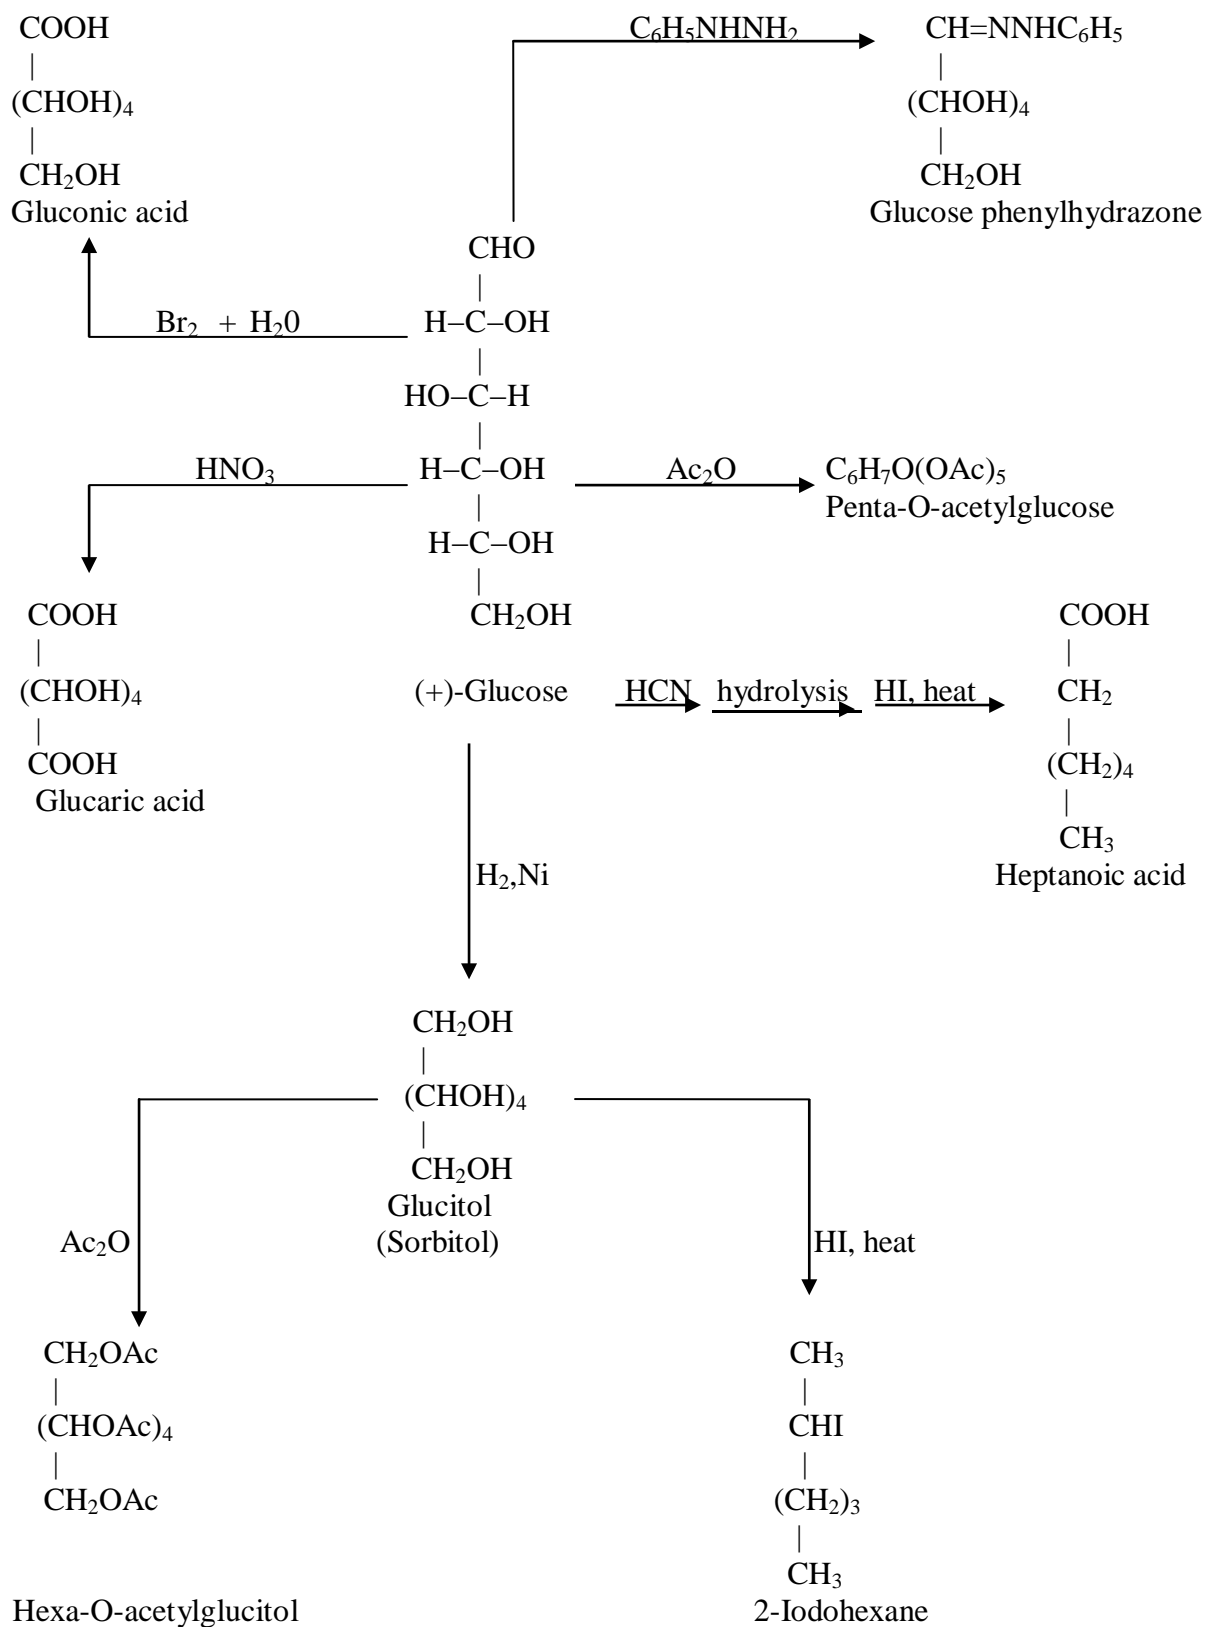 COOH
|
(CHOH)₄
|
CH₂OH
Gluconic acid
C₆H₅NHNH₂
CH=NNHC₆H₅
|
(CHOH)₄
|
CH₂OH
Glucose phenylhydrazone
Br₂ + H₂0
CHO
|
H–C–OH
|
HO–C–H
|
H–C–OH
|
H–C–OH
|
CH₂OH
(+)-Glucose
HNO₃
COOH
|
(CHOH)₄
|
COOH
Glucaric acid
Ac₂O
C₆H₇O(OAc)₅
Penta-O-acetylglucose
HCN hydrolysis HI, heat
COOH
|
CH₂
|
(CH₂)₄
|
CH₃
Heptanoic acid
H₂,Ni
CH₂OH
|
(CHOH)₄
|
CH₂OH
Glucitol
(Sorbitol)
Ac₂O
CH₂OAc
|
(CHOAc)₄
|
CH₂OAc
Hexa-O-acetylglucitol
HI, heat
CH₃
|
CHI
|
(CH₂)₃
|
CH₃
2-Iodohexane